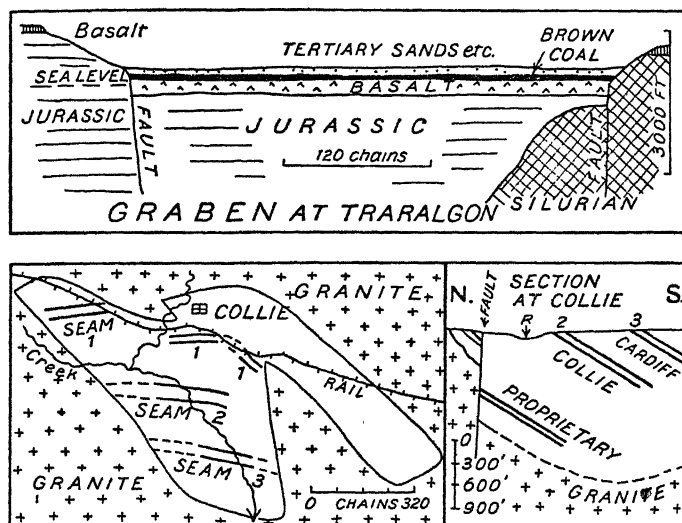 Basalt
TERTIARY SANDS etc.
BROWN
COAL
SEA LEVEL
BASALT
JURASSIC
FAULT
JURASSIC
120 chains
FAULT
3000 FT
SILURIAN
GRABEN AT TRARALGON
GRANITE
COLLIE
SEAM
1
1
1
RAIL
Creek
SEAM
2
SEAM
3
GRANITE
0 CHAINS 320
N.
FAULT
SECTION
AT COLLIE
S.
R
2
3
COLLIE
CARDIFF
PROPRIETARY
0
300'
600'
900'
GRANITE